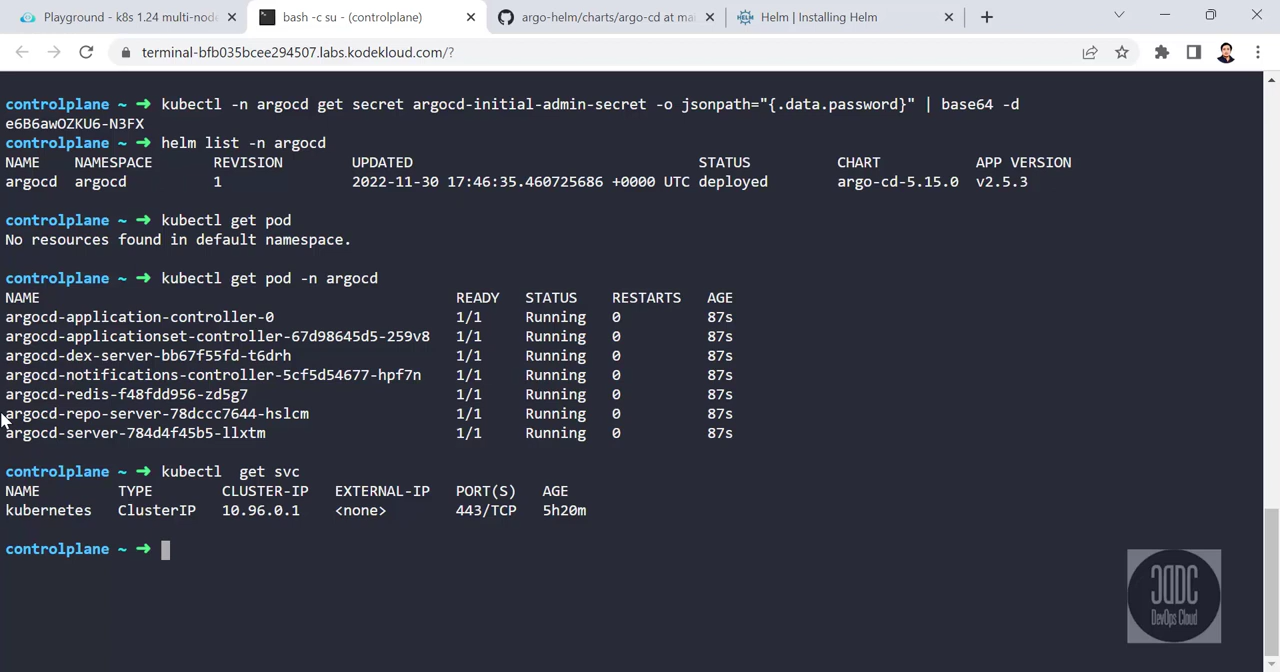 Playground - k8s 1.24 multi-node
bash -c su - (controlplane)
argo-helm/charts/argo-cd at mai
Helm | Installing Helm
terminal-bfb035bcee294507.labs.kodekloud.com/?
controlplane ~ ➜ kubectl -n argocd get secret argocd-initial-admin-secret -o jsonpath="{.data.password}" | base64 -d
e6B6awOZKU6-N3FX
controlplane ~ ➜ helm list -n argocd
NAME NAMESPACE REVISION UPDATED STATUS CHART APP VERSION
argocd argocd 1 2022-11-30 17:46:35.460725686 +0000 UTC deployed argo-cd-5.15.0 v2.5.3
controlplane ~ ➜ kubectl get pod
No resources found in default namespace.
controlplane ~ ➜ kubectl get pod -n argocd
NAME READY STATUS RESTARTS AGE
argocd-application-controller-0 1/1 Running 0 87s
argocd-applicationset-controller-67d98645d5-259v8 1/1 Running 0 87s
argocd-dex-server-bb67f55fd-t6drh 1/1 Running 0 87s
argocd-notifications-controller-5cf5d54677-hpf7n 1/1 Running 0 87s
argocd-redis-f48fdd956-zd5g7 1/1 Running 0 87s
argocd-repo-server-78dccc7644-hslcm 1/1 Running 0 87s
argocd-server-784d4f45b5-llxtm 1/1 Running 0 87s
controlplane ~ ➜ kubectl  get svc
NAME TYPE CLUSTER-IP EXTERNAL-IP PORT(S) AGE
kubernetes ClusterIP 10.96.0.1 <none> 443/TCP 5h20m
controlplane ~ ➜
DevOps Cloud